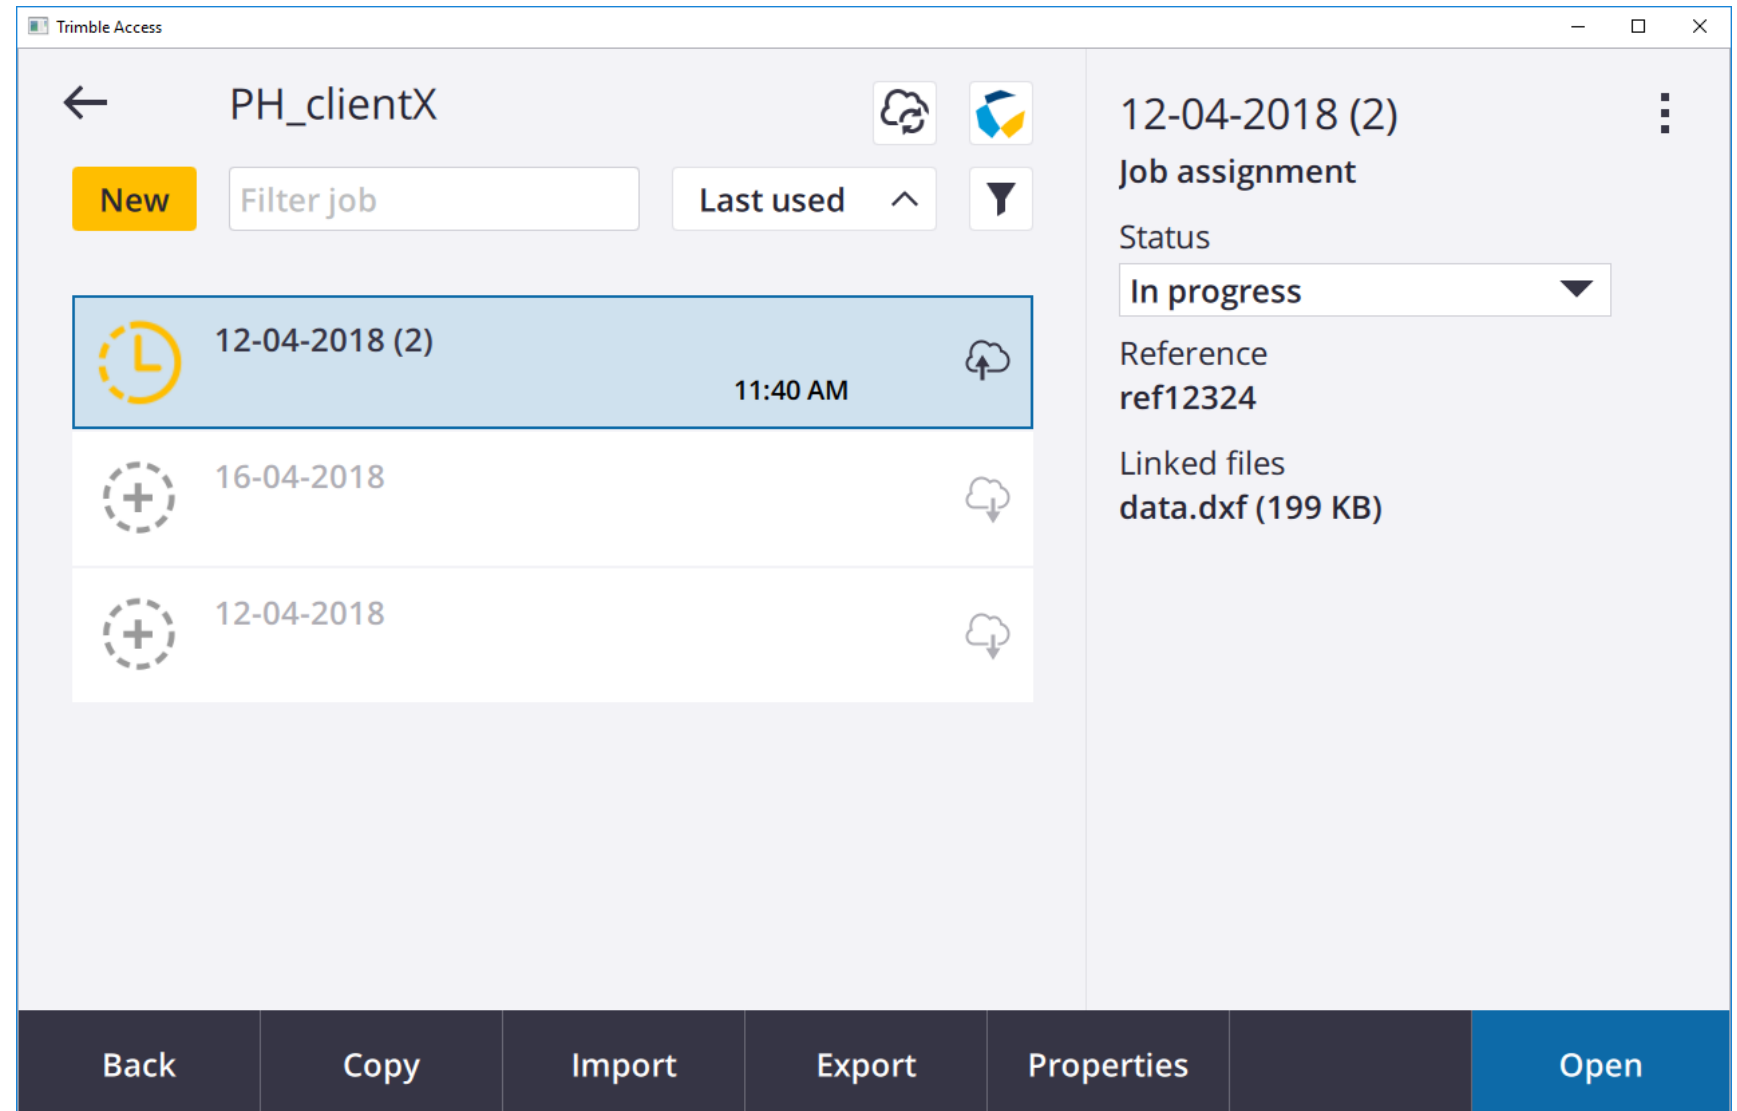 Trimble Access
PH_clientX
New
Filter job
Last used
12-04-2018 (2)
11:40 AM
16-04-2018
12-04-2018
12-04-2018 (2)
Job assignment
Status
In progress
Reference
ref12324
Linked files
data.dxf (199 KB)
Back
Copy
Import
Export
Properties
Open